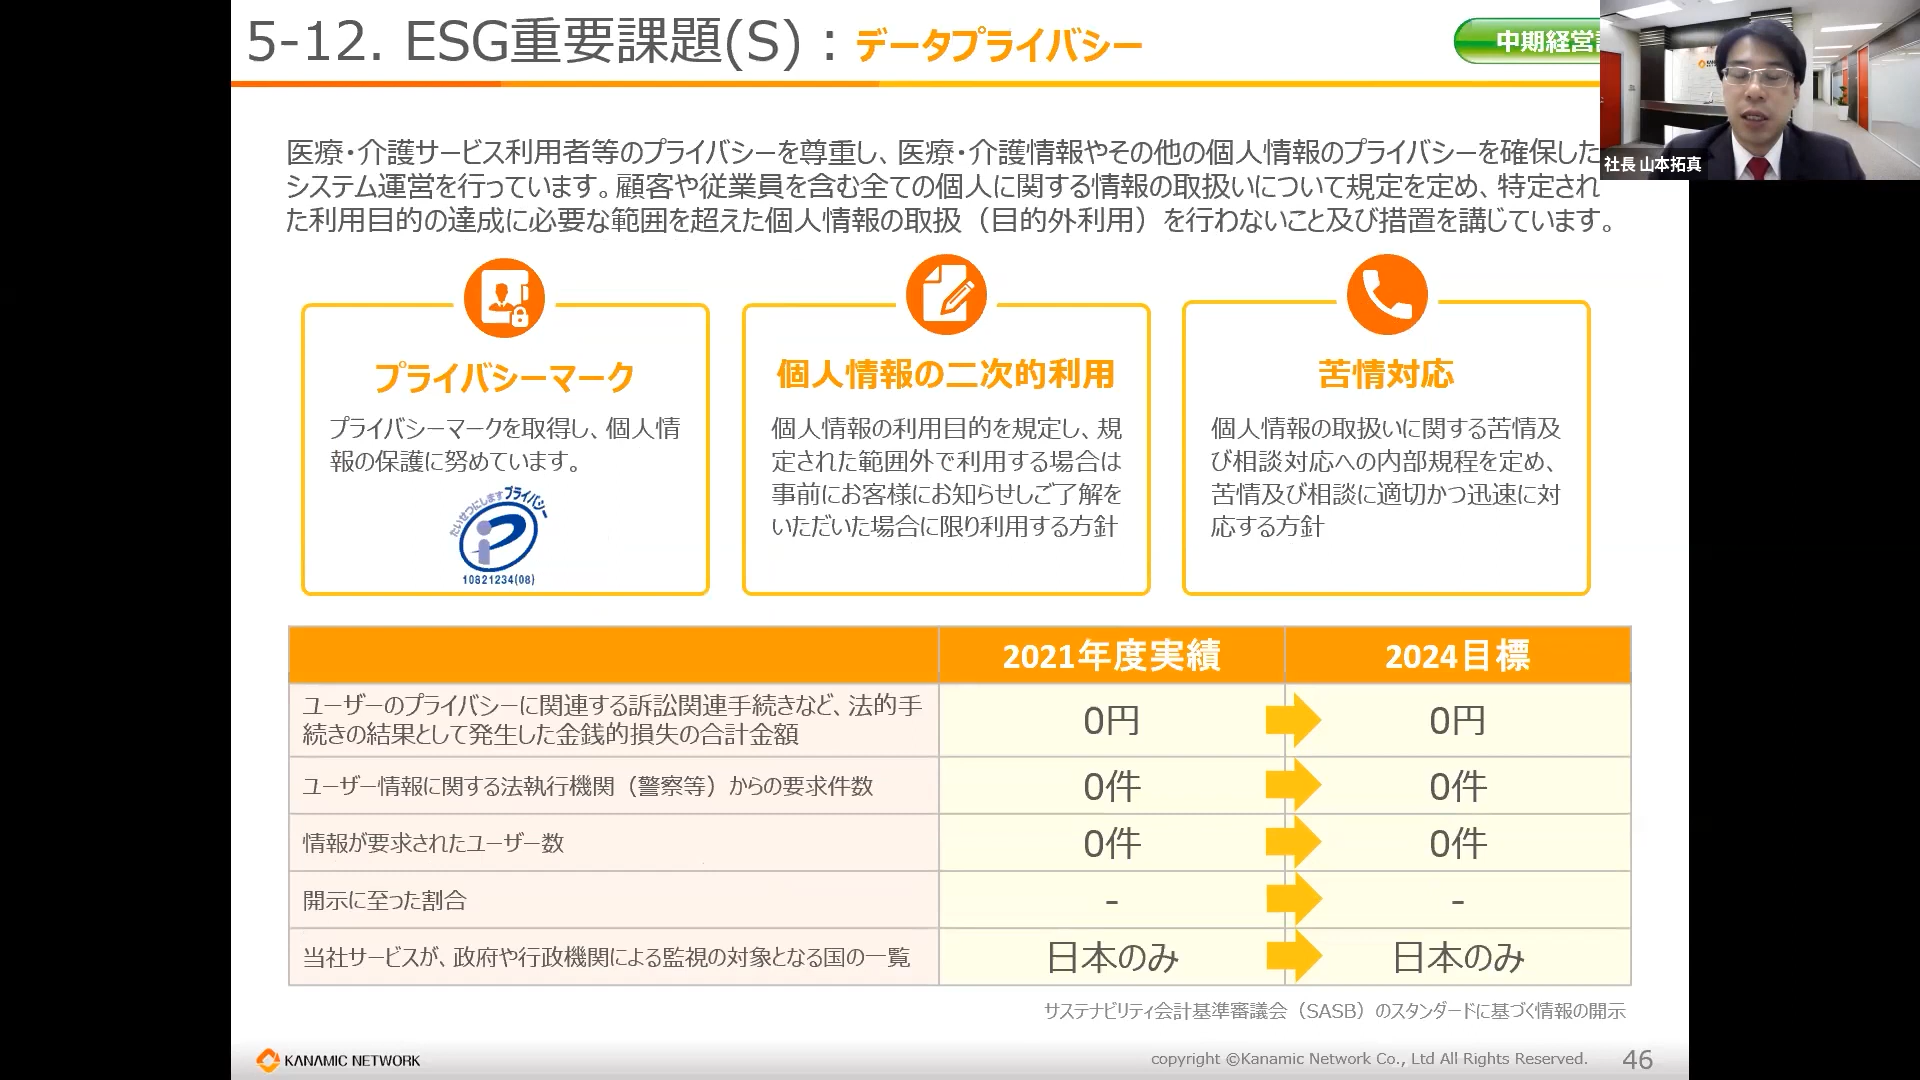 5-12. ESG重要課題(S)：データプライバシー
中期経営
社長 山本拓真
医療・介護サービス利用者等のプライバシーを尊重し、医療・介護情報やその他の個人情報のプライバシーを確保した
システム運営を行っています。顧客や従業員を含む全ての個人に関する情報の取扱いについて規定を定め、特定され
た利用目的の達成に必要な範囲を超えた個人情報の取扱（目的外利用）を行わないこと及び措置を講じています。
プライバシーマーク
プライバシーマークを取得し、個人情
報の保護に努めています。
たいせつにします プライバシー
10821234(08)
個人情報の二次的利用
個人情報の利用目的を規定し、規
定された範囲外で利用する場合は
事前にお客様にお知らせしご了解を
いただいた場合に限り利用する方針
苦情対応
個人情報の取扱いに関する苦情及
び相談対応への内部規程を定め、
苦情及び相談に適切かつ迅速に対
応する方針
2021年度実績 2024目標
ユーザーのプライバシーに関連する訴訟関連手続きなど、法的手
続きの結果として発生した金銭的損失の合計金額
0円 0円
ユーザー情報に関する法執行機関（警察等）からの要求件数 0件 0件
情報が要求されたユーザー数 0件 0件
開示に至った割合 - -
当社サービスが、政府や行政機関による監視の対象となる国の一覧 日本のみ 日本のみ
サステナビリティ会計基準審議会（SASB）のスタンダードに基づく情報の開示
KANAMIC NETWORK
copyright ©Kanamic Network Co., Ltd All Rights Reserved. 46